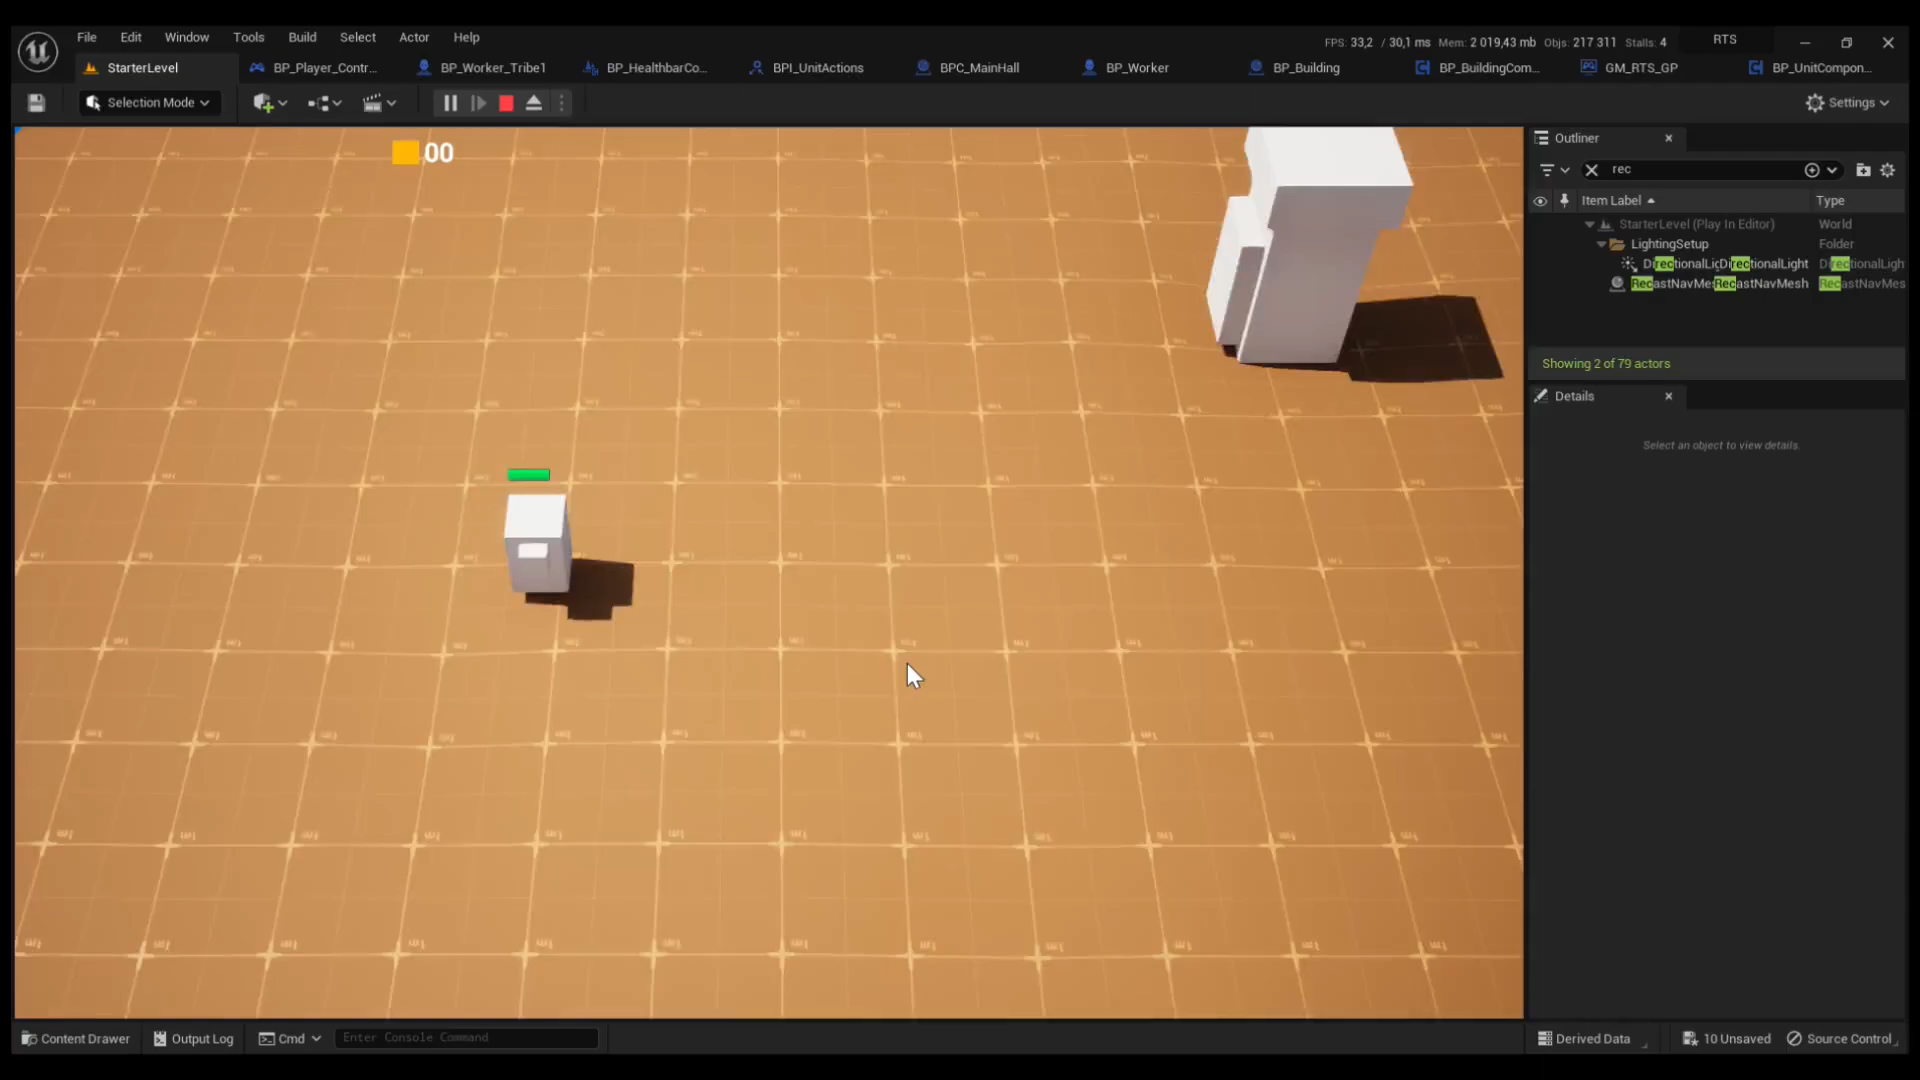 File Edit Window Tools Build Select Actor Help
FPS: 33,2 / 30,1 ms Mem: 2 019,43 mb Objs: 217 311 Stalls: 4
RTS
StarterLevel BP_Player_Contr... BP_Worker_Tribe1 BP_HealthbarCo... BPI_UnitActions BPC_MainHall BP_Worker BP_Building BP_BuildingCom... GM_RTS_GP BP_UnitCompon...
Selection Mode
Settings
00
Outliner
rec
Item Label Type
StarterLevel (Play In Editor) World
LightingSetup Folder
DirectionalLightDirectionalLight DirectionalLigh
RecastNavMesRecastNavMesh RecastNavMes
Showing 2 of 79 actors
Details
Select an object to view details.
Content Drawer Output Log Cmd Enter Console Command
Derived Data 10 Unsaved Source Control